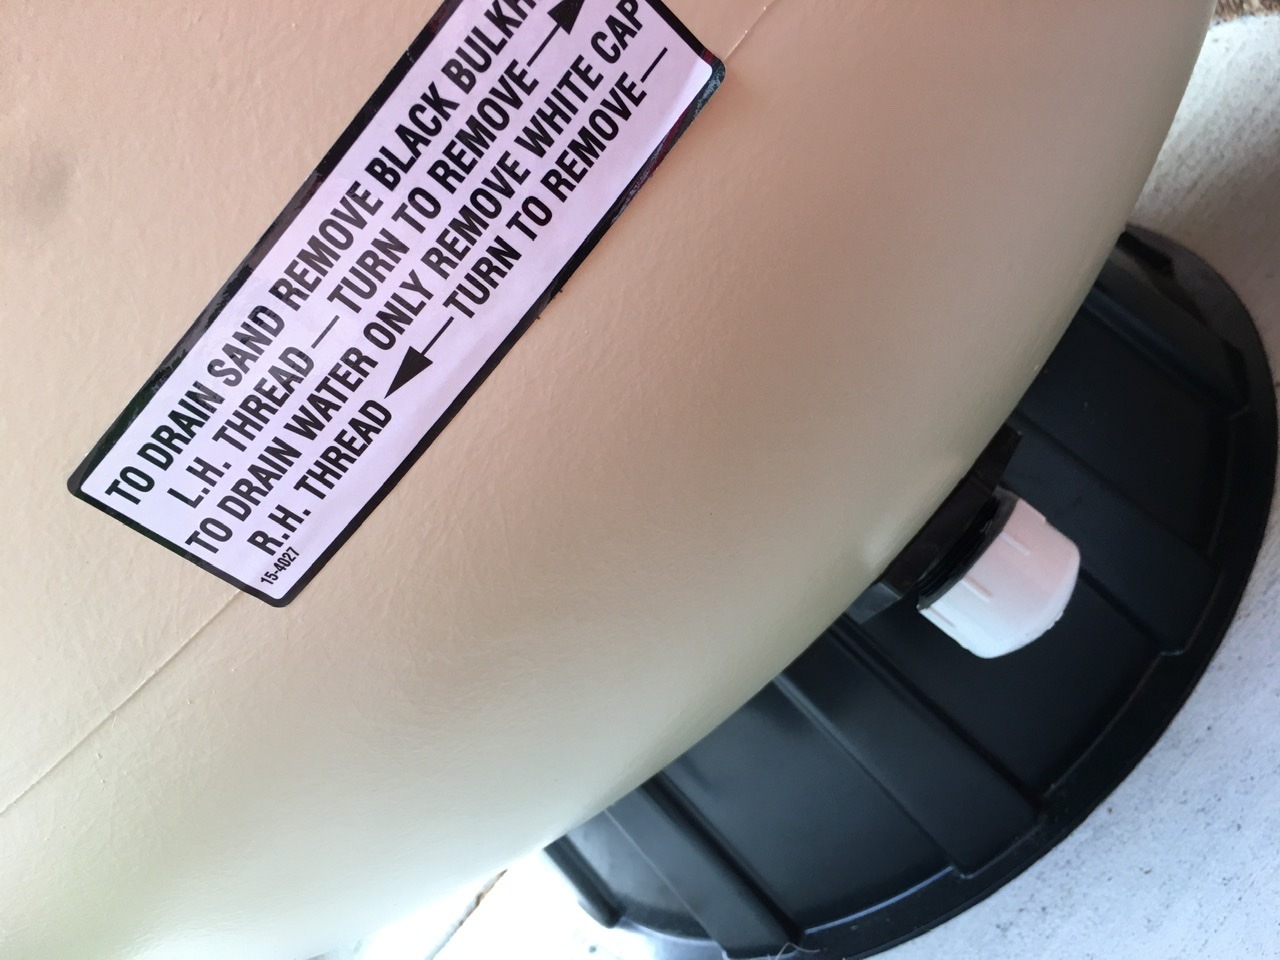 TO DRAIN SAND REMOVE BLACK
L.H. THREAD — TURN TO REMOVE —
TO DRAIN WATER ONLY REMOVE WHITE CAP
R.H. THREAD — TURN TO REMOVE —
15-4027